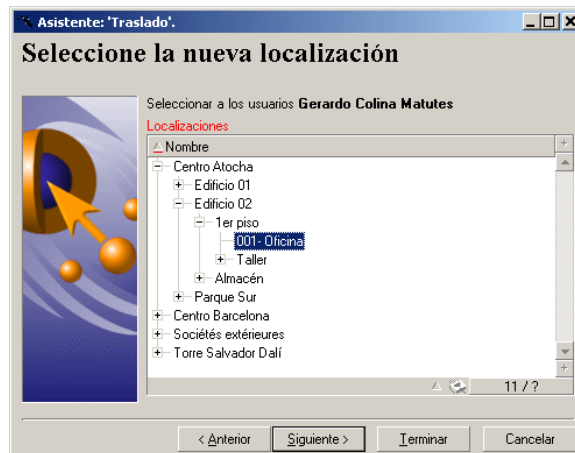 Asistente: 'Traslado'.
Seleccione la nueva localización
Seleccionar a los usuarios Gerardo Colina Matutes
Localizaciones
Nombre
Centro Atocha
Edificio 01
Edificio 02
1er piso
001- Oficina
Taller
Almacén
Parque Sur
Centro Barcelona
Sociétés extérieures
Torre Salvador Dalí
11 / ?
< Anterior Siguiente > Terminar Cancelar